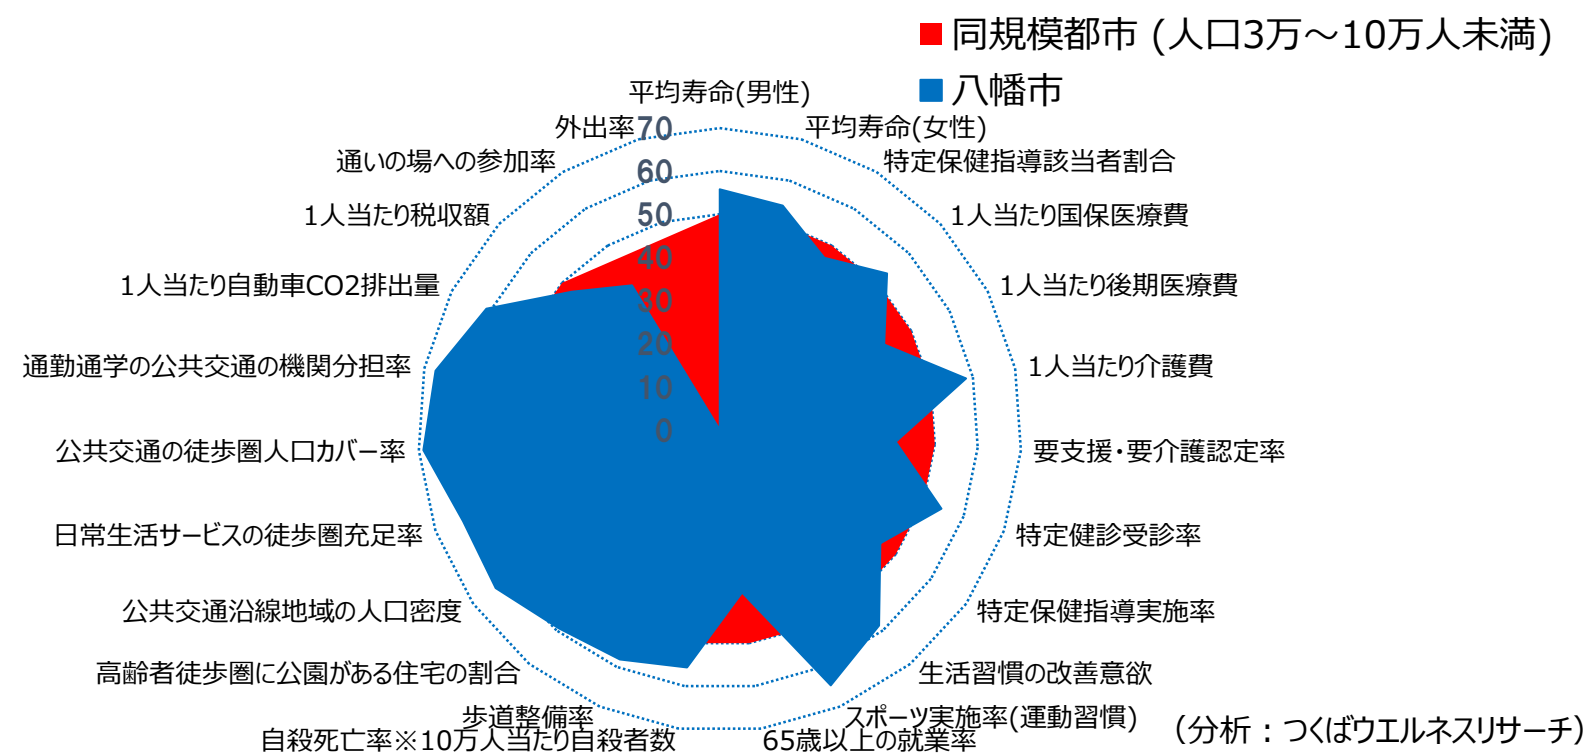 同規模都市 (人口3万～10万人未満)
八幡市
平均寿命(男性)
平均寿命(女性)
特定保健指導該当者割合
1人当たり国保医療費
1人当たり後期医療費
1人当たり介護費
要支援・要介護認定率
特定健診受診率
特定保健指導実施率
生活習慣の改善意欲
スポーツ実施率(運動習慣)
65歳以上の就業率
自殺死亡率※10万人当たり自殺者数
歩道整備率
高齢者徒歩圏に公園がある住宅の割合
公共交通沿線地域の人口密度
日常生活サービスの徒歩圏充足率
公共交通の徒歩圏人口カバー率
通勤通学の公共交通の機関分担率
1人当たり自動車CO2排出量
1人当たり税収額
通いの場への参加率
外出率
70
60
50
40
30
20
10
0
（分析：つくばウエルネスリサーチ）